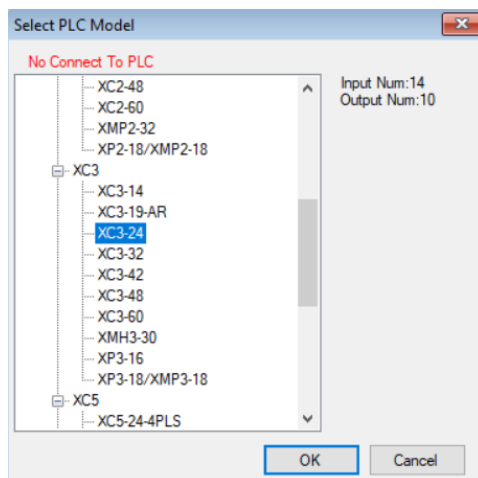 Select PLC Model
No Connect To PLC
XC2-48
XC2-60
XMP2-32
XP2-18/XMP2-18
XC3
XC3-14
XC3-19-AR
XC3-24
XC3-32
XC3-42
XC3-48
XC3-60
XMH3-30
XP3-16
XP3-18/XMP3-18
XC5
XC5-24-4PLS
Input Num:14
Output Num:10
OK
Cancel